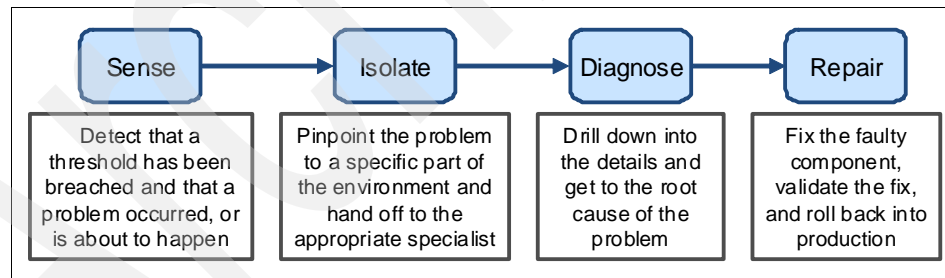 Sense
Isolate
Diagnose
Repair
Detect that a
threshold has been
breached and that a
problem occurred, or
is about to happen
Pinpoint the problem
to a specific part of
the environment and
hand off to the
appropriate specialist
Drill down into
the details and
get to the root
cause of the
problem
Fix the faulty
component,
validate the fix,
and roll back into
production